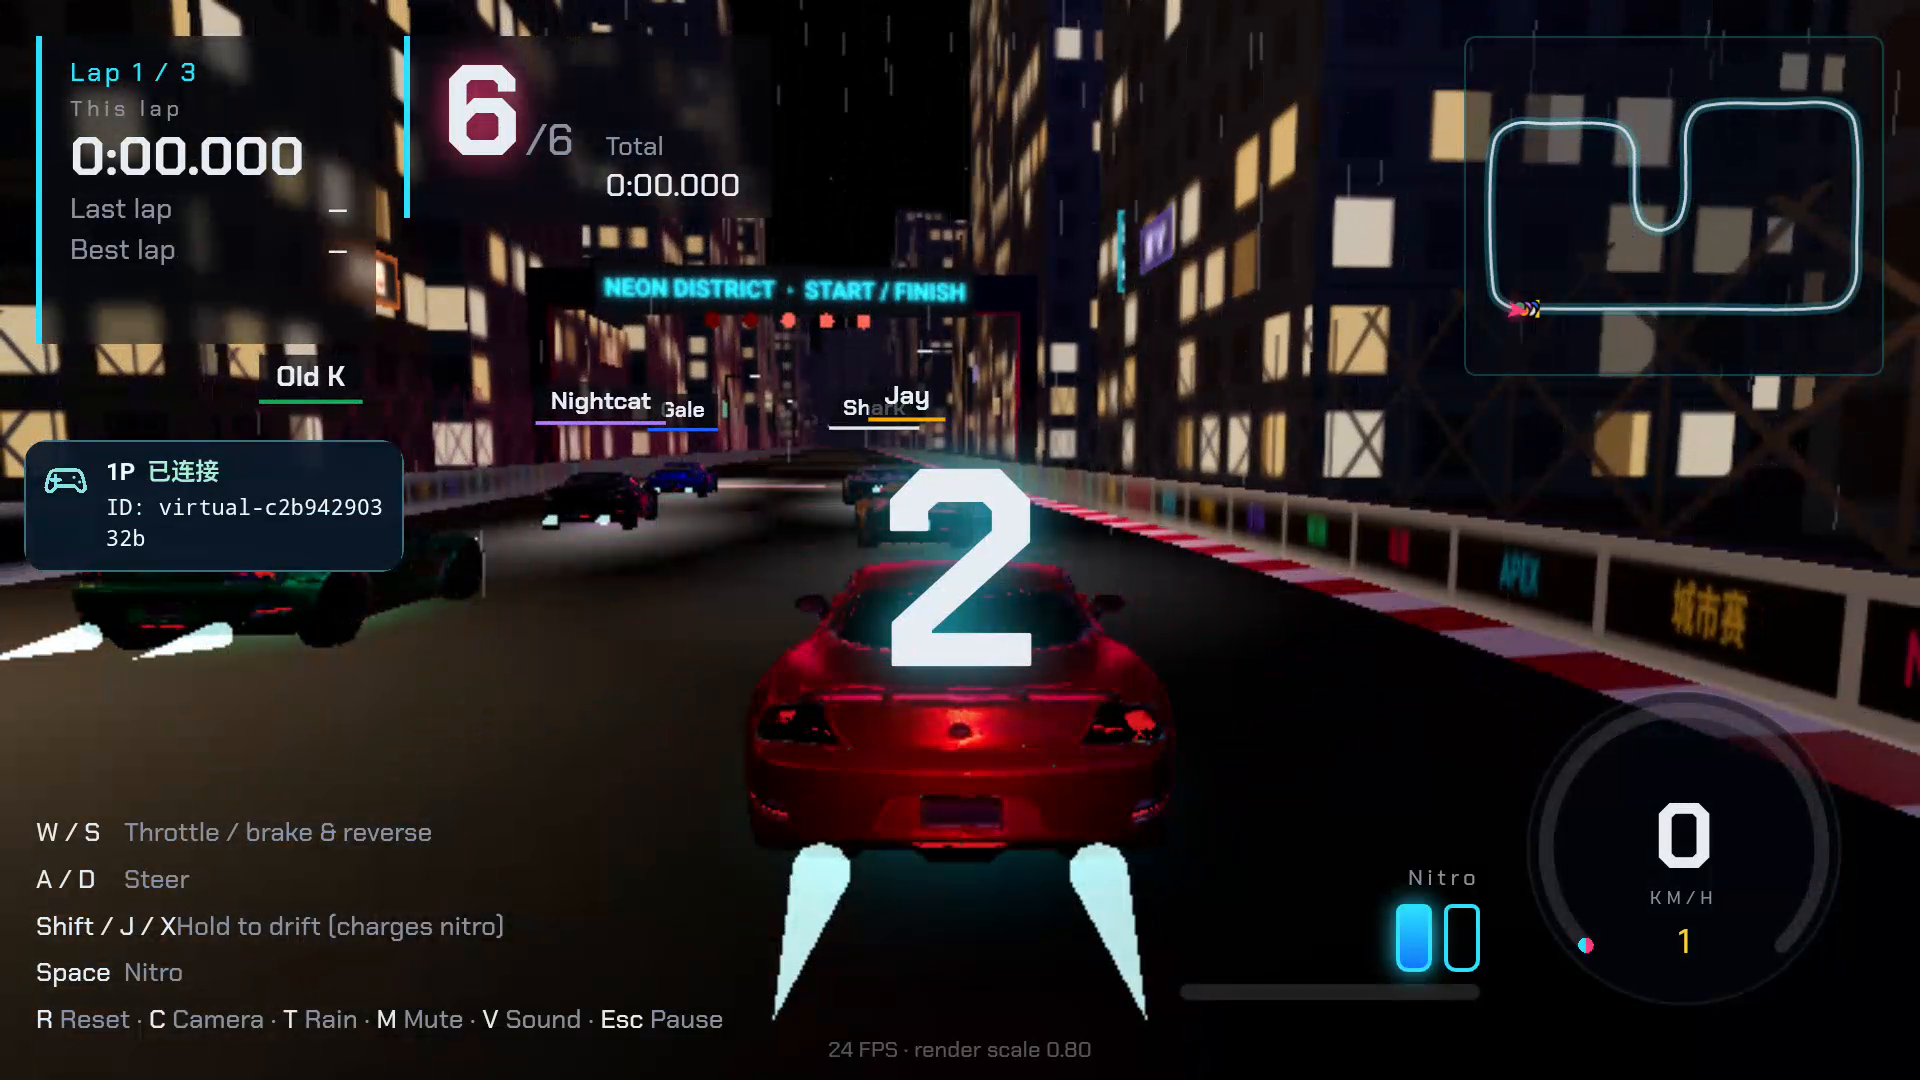 Lap 1 / 3
This lap
0:00.000
Last lap —
Best lap —
6/6
Total
0:00.000
NEON DISTRICT · START / FINISH
Old K
Nightcat
Gale
Shark
Jay
1P 已连接
ID: virtual-c2b942903
32b
2
APEX
城市赛
W / S Throttle / brake & reverse
A / D Steer
Shift / J / X Hold to drift (charges nitro)
Space Nitro
R Reset · C Camera · T Rain · M Mute · V Sound · Esc Pause
Nitro
0
KM/H
1
24 FPS · render scale 0.80